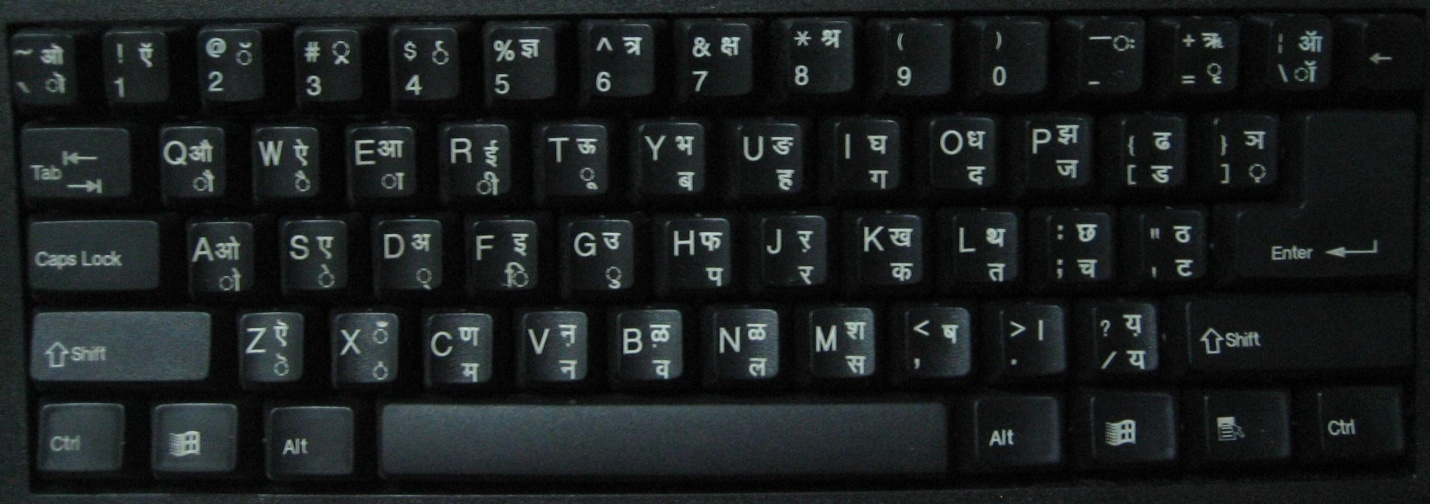 ~ ऒ ! ऍ @ ॅ # ् $ र् % ज्ञ ^ त्र & क्ष * श्र ( ) — ः + ऋ ¦ ऑ ←
\ ॊ 1 2 3 4 5 6 7 8 9 0 - = ृ \ ॉ
Tab Q औ W ऐ E आ R ई T ऊ Y भ U ङ I घ O ध P झ { ढ } ञ
ौ ै ा ी ू ब ह ग द ज [ ड ] ़
Caps Lock A ओ S ए D अ F इ G उ H फ J ऱ K ख L थ : छ " ठ Enter
ो े ् ि ु प र क त ; च ' ट
Shift Z ऎ X ँ C ण V ऩ B ऴ N ळ M श < ष > । ? य़ Shift
ॆ ं म न व ल स , . / य
Ctrl Alt Alt Ctrl